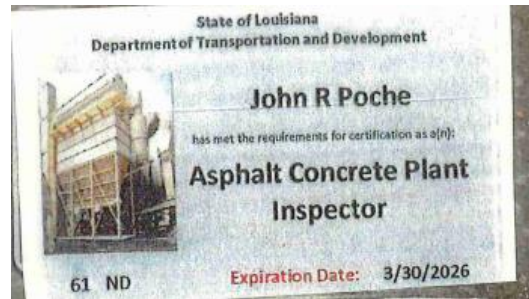 State of Louisiana
Department of Transportation and Development
John R Poche
has met the requirements for certification as a(n):
Asphalt Concrete Plant
Inspector
61 ND
Expiration Date: 3/30/2026